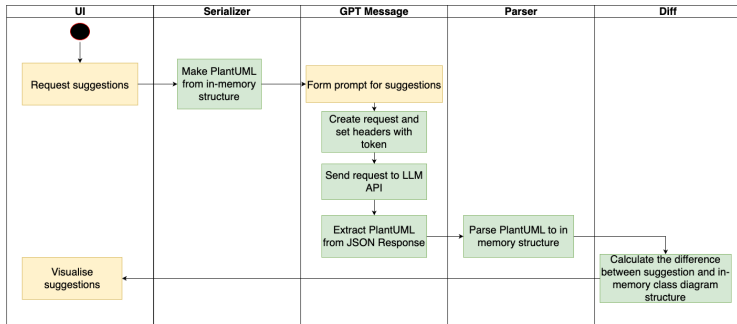 UI
Serializer
GPT Message
Parser
Diff
Request suggestions
Make PlantUML
from in-memory
structure
Form prompt for suggestions
Create request and
set headers with
token
Send request to LLM
API
Extract PlantUML
from JSON Response
Parse PlantUML to in
memory structure
Calculate the difference
between suggestion and in-
memory class diagram
structure
Visualise
suggestions